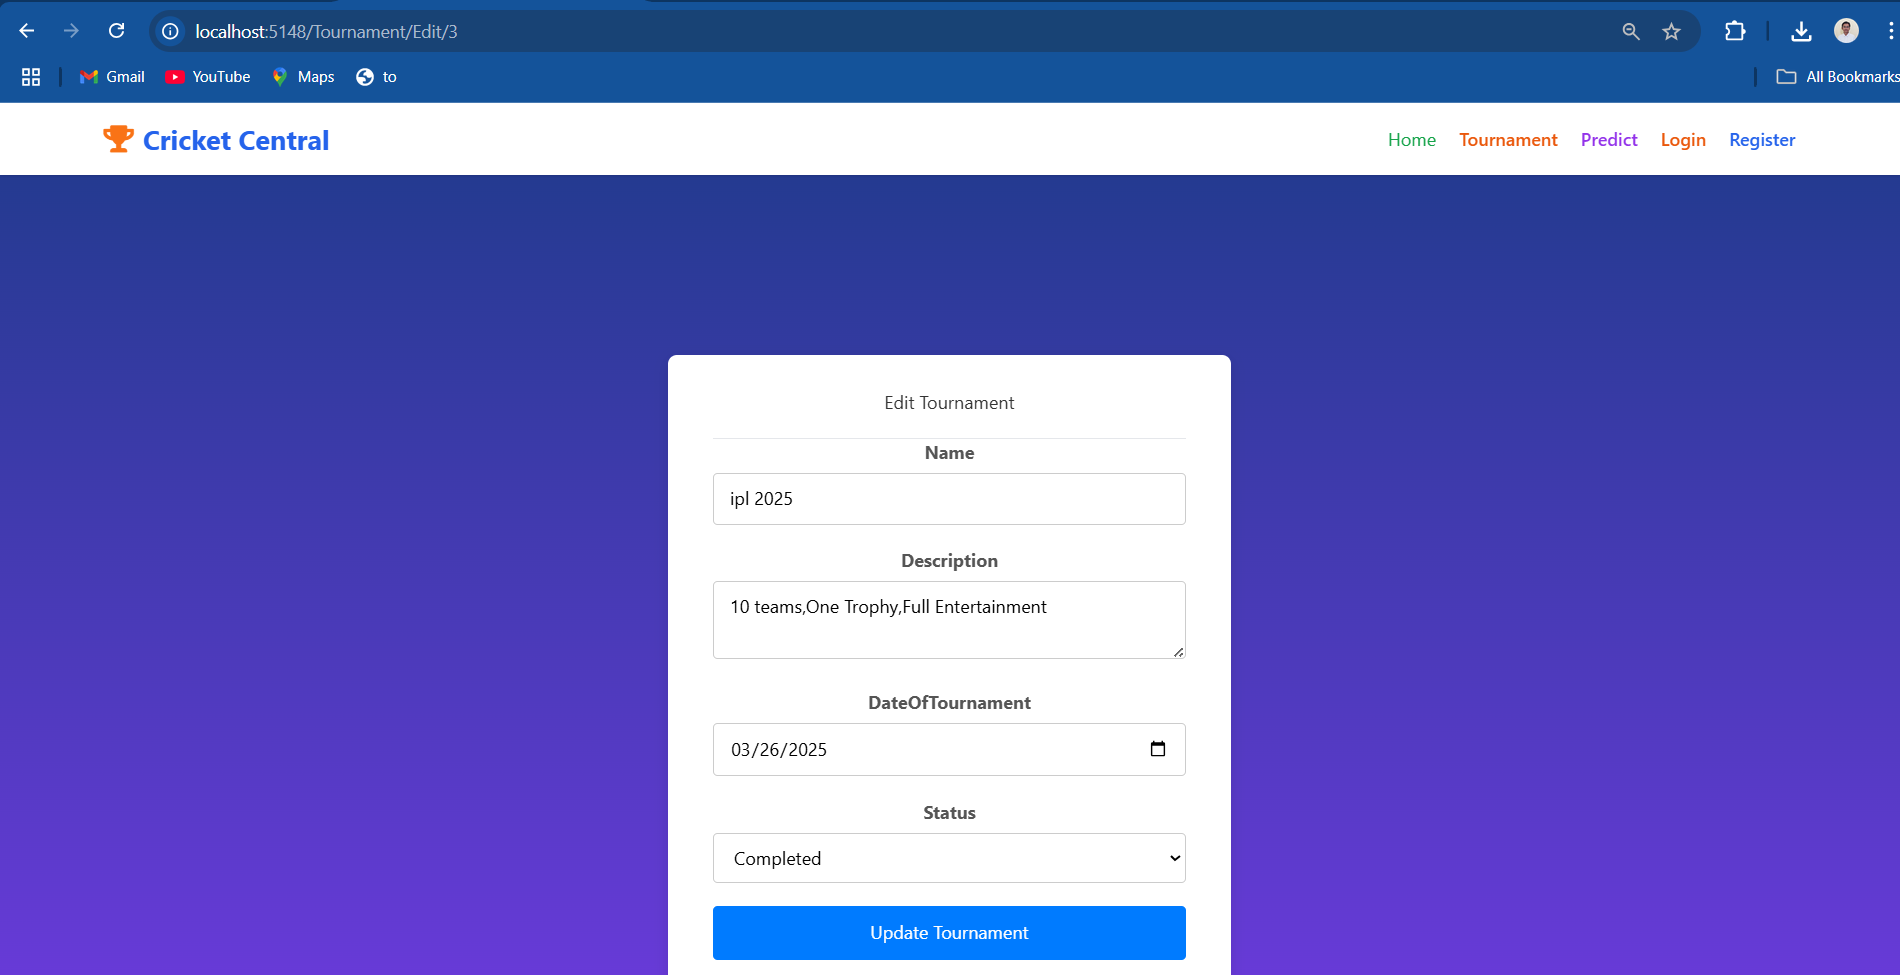 localhost:5148/Tournament/Edit/3
Gmail YouTube Maps to All Bookmarks
Cricket Central Home Tournament Predict Login Register
Edit Tournament
Name
ipl 2025
Description
10 teams,One Trophy,Full Entertainment
DateOfTournament
03/26/2025
Status
Completed
Update Tournament